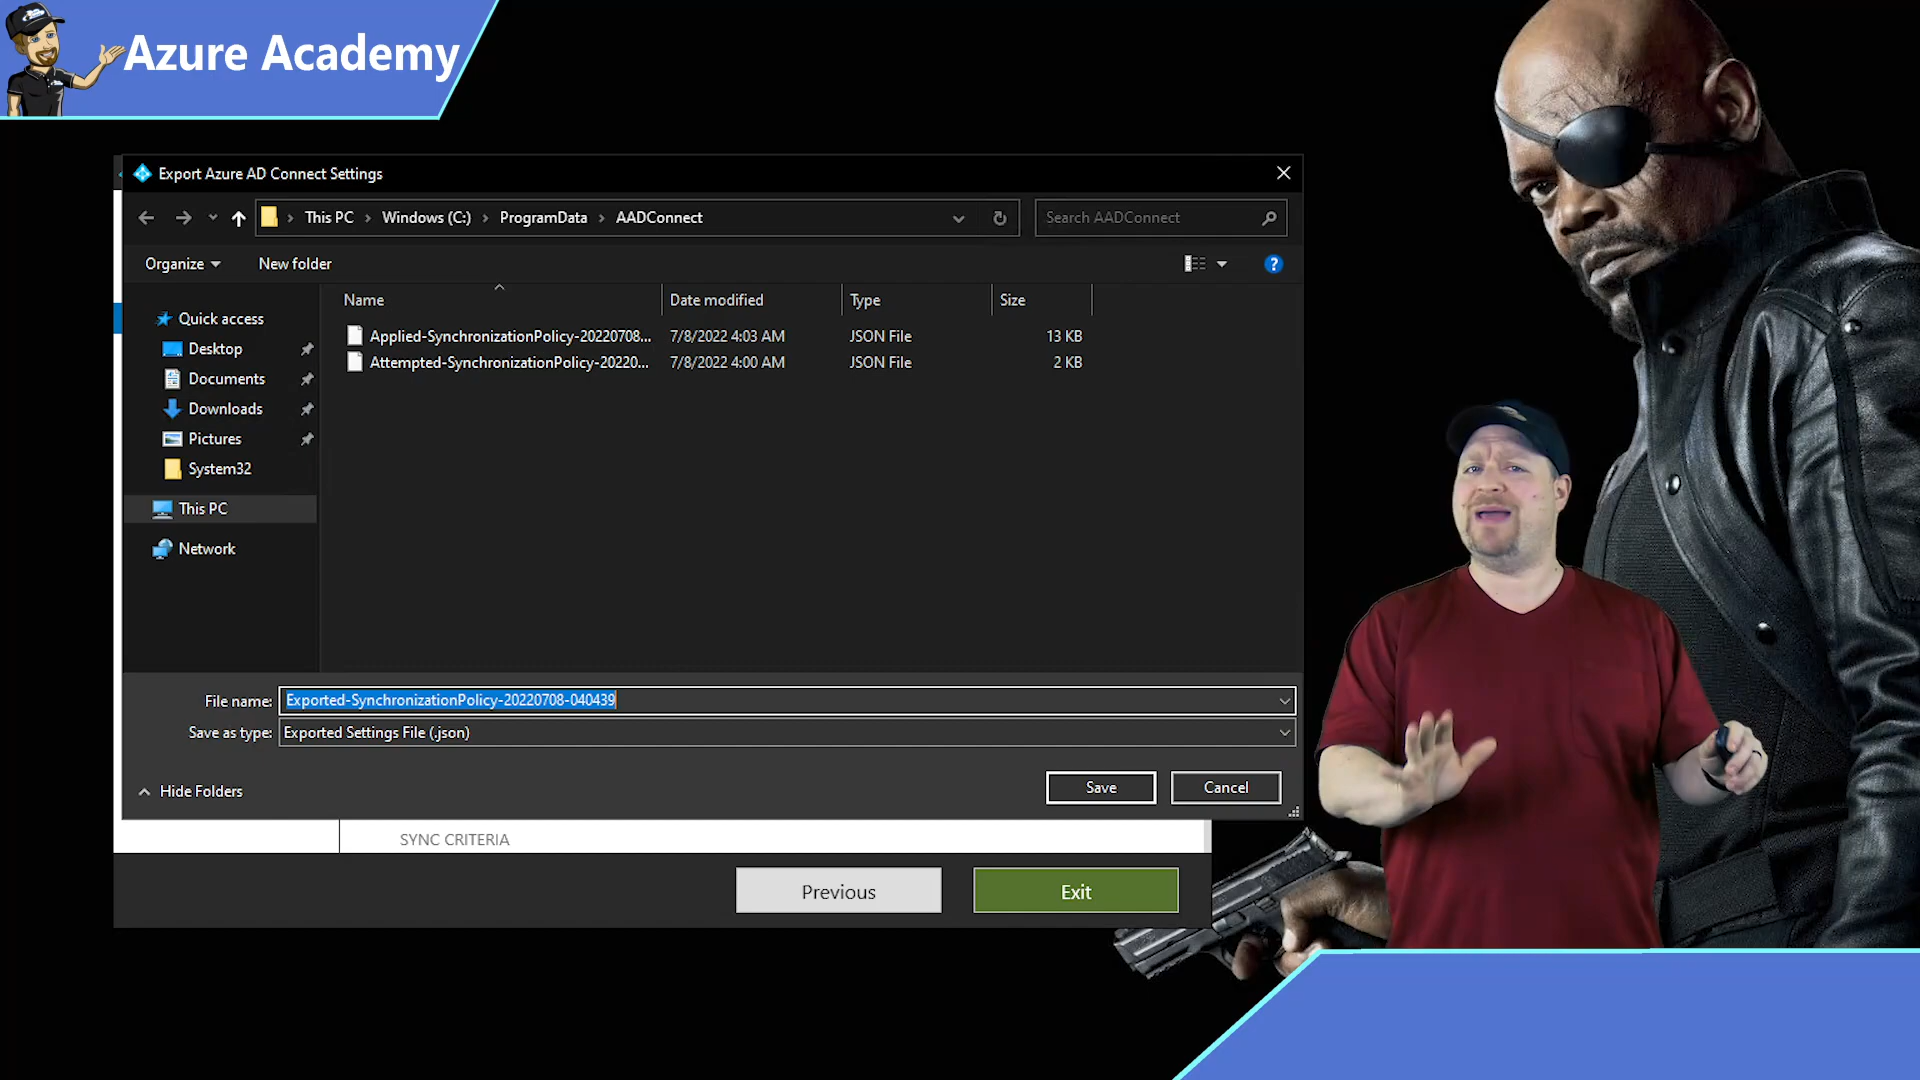 Azure Academy
Export Azure AD Connect Settings
This PC
Windows (C:)
ProgramData
AADConnect
Search AADConnect
Organize
New folder
?
Name
Date modified
Type
Size
Quick access
Desktop
Documents
Downloads
Pictures
System32
This PC
Network
Applied-SynchronizationPolicy-20220708... 7/8/2022 4:03 AM JSON File 13 KB
Attempted-SynchronizationPolicy-20220... 7/8/2022 4:00 AM JSON File 2 KB
File name: Exported-SynchronizationPolicy-20220708-040439
Save as type: Exported Settings File (.json)
Hide Folders
Save
Cancel
SYNC CRITERIA
Previous
Exit